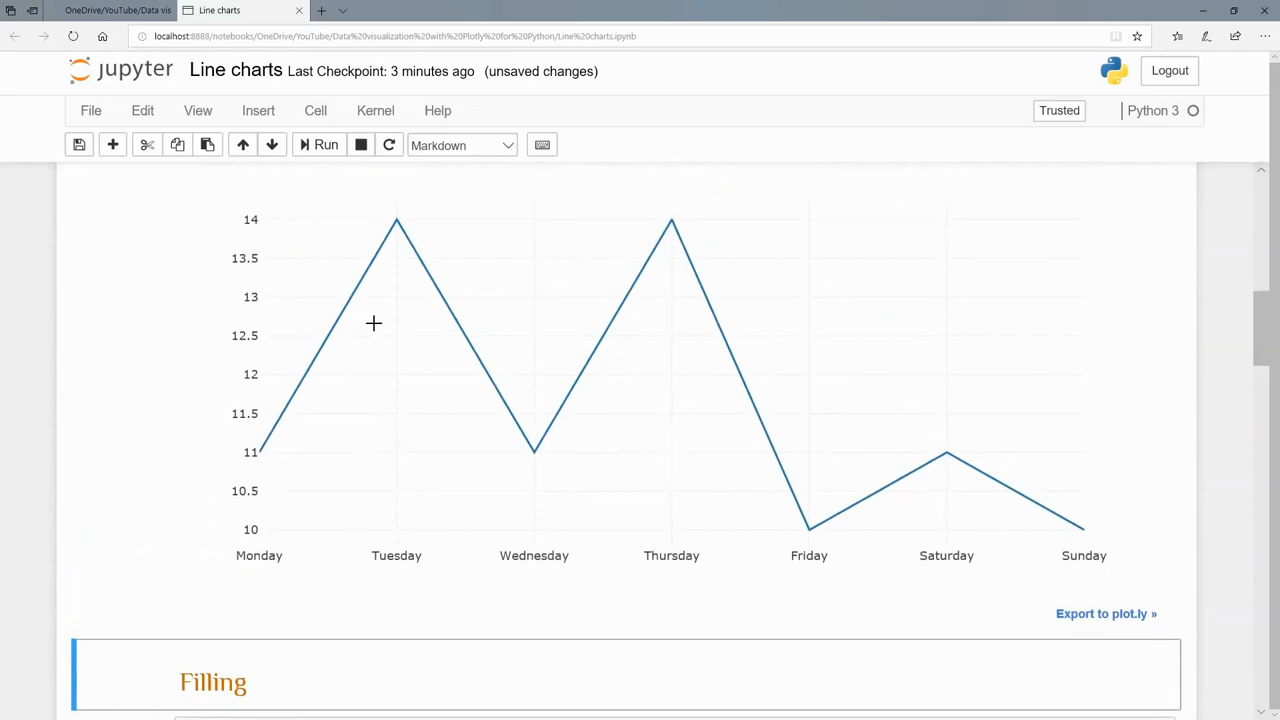 OneDrive/YouTube/Data vis
Line charts
localhost:8888/notebooks/OneDrive/YouTube/Data%20visualization%20with%20Plotly%20for%20Python/Line%20charts.ipynb
jupyter Line charts Last Checkpoint: 3 minutes ago (unsaved changes)
Logout
File Edit View Insert Cell Kernel Help
Trusted
Python 3
Run
Markdown
14
13.5
13
12.5
12
11.5
11
10.5
10
Monday Tuesday Wednesday Thursday Friday Saturday Sunday
Export to plot.ly »
Filling